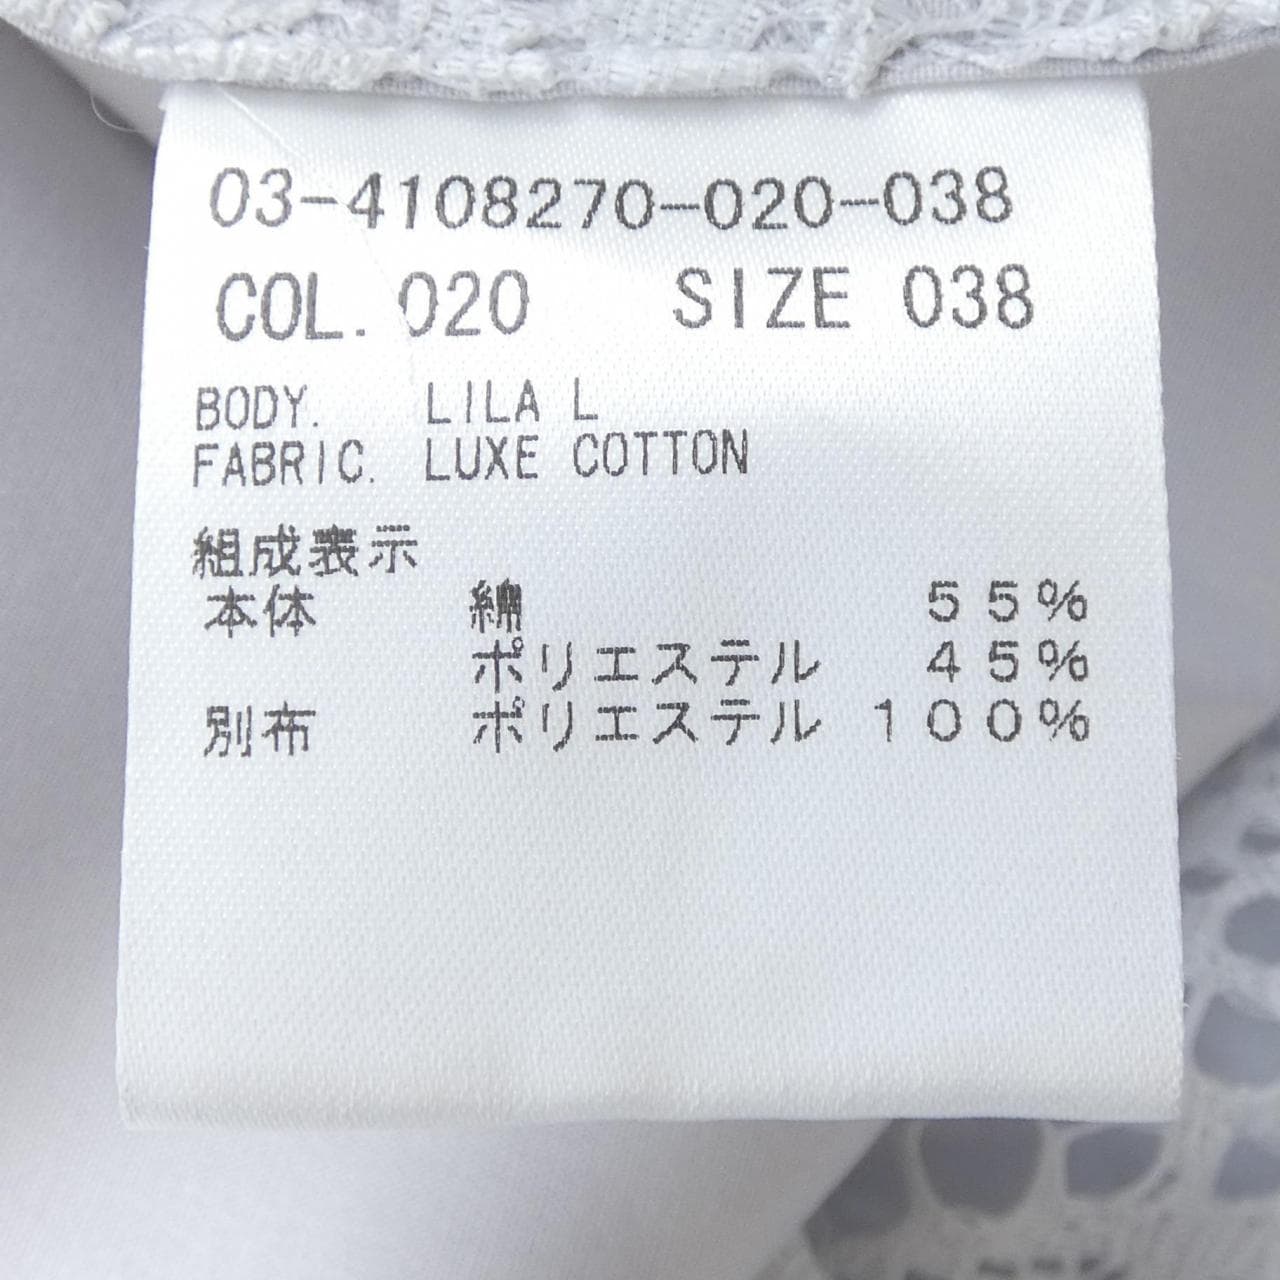 03-4108270-020-038
COL. 020 SIZE 038
BODY. LILA L
FABRIC. LUXE COTTON
組成表示
本体 綿 55%
ポリエステル 45%
別布 ポリエステル 100%